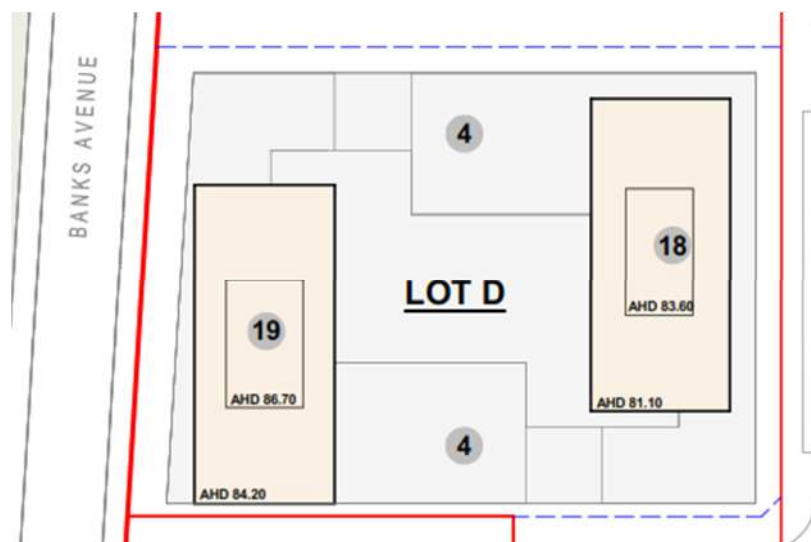 BANKS AVENUE
4
18
LOT D
AHD 83.60
19
AHD 86.70
AHD 81.10
4
AHD 84.20